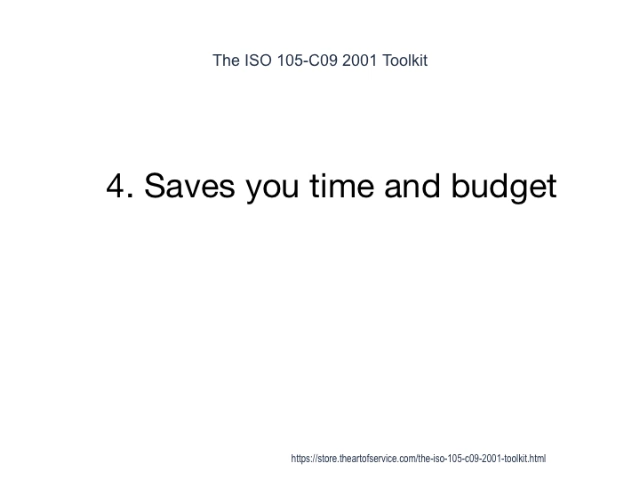 The ISO 105-C09 2001 Toolkit
4. Saves you time and budget
https://store.theartofservice.com/the-iso-105-c09-2001-toolkit.html